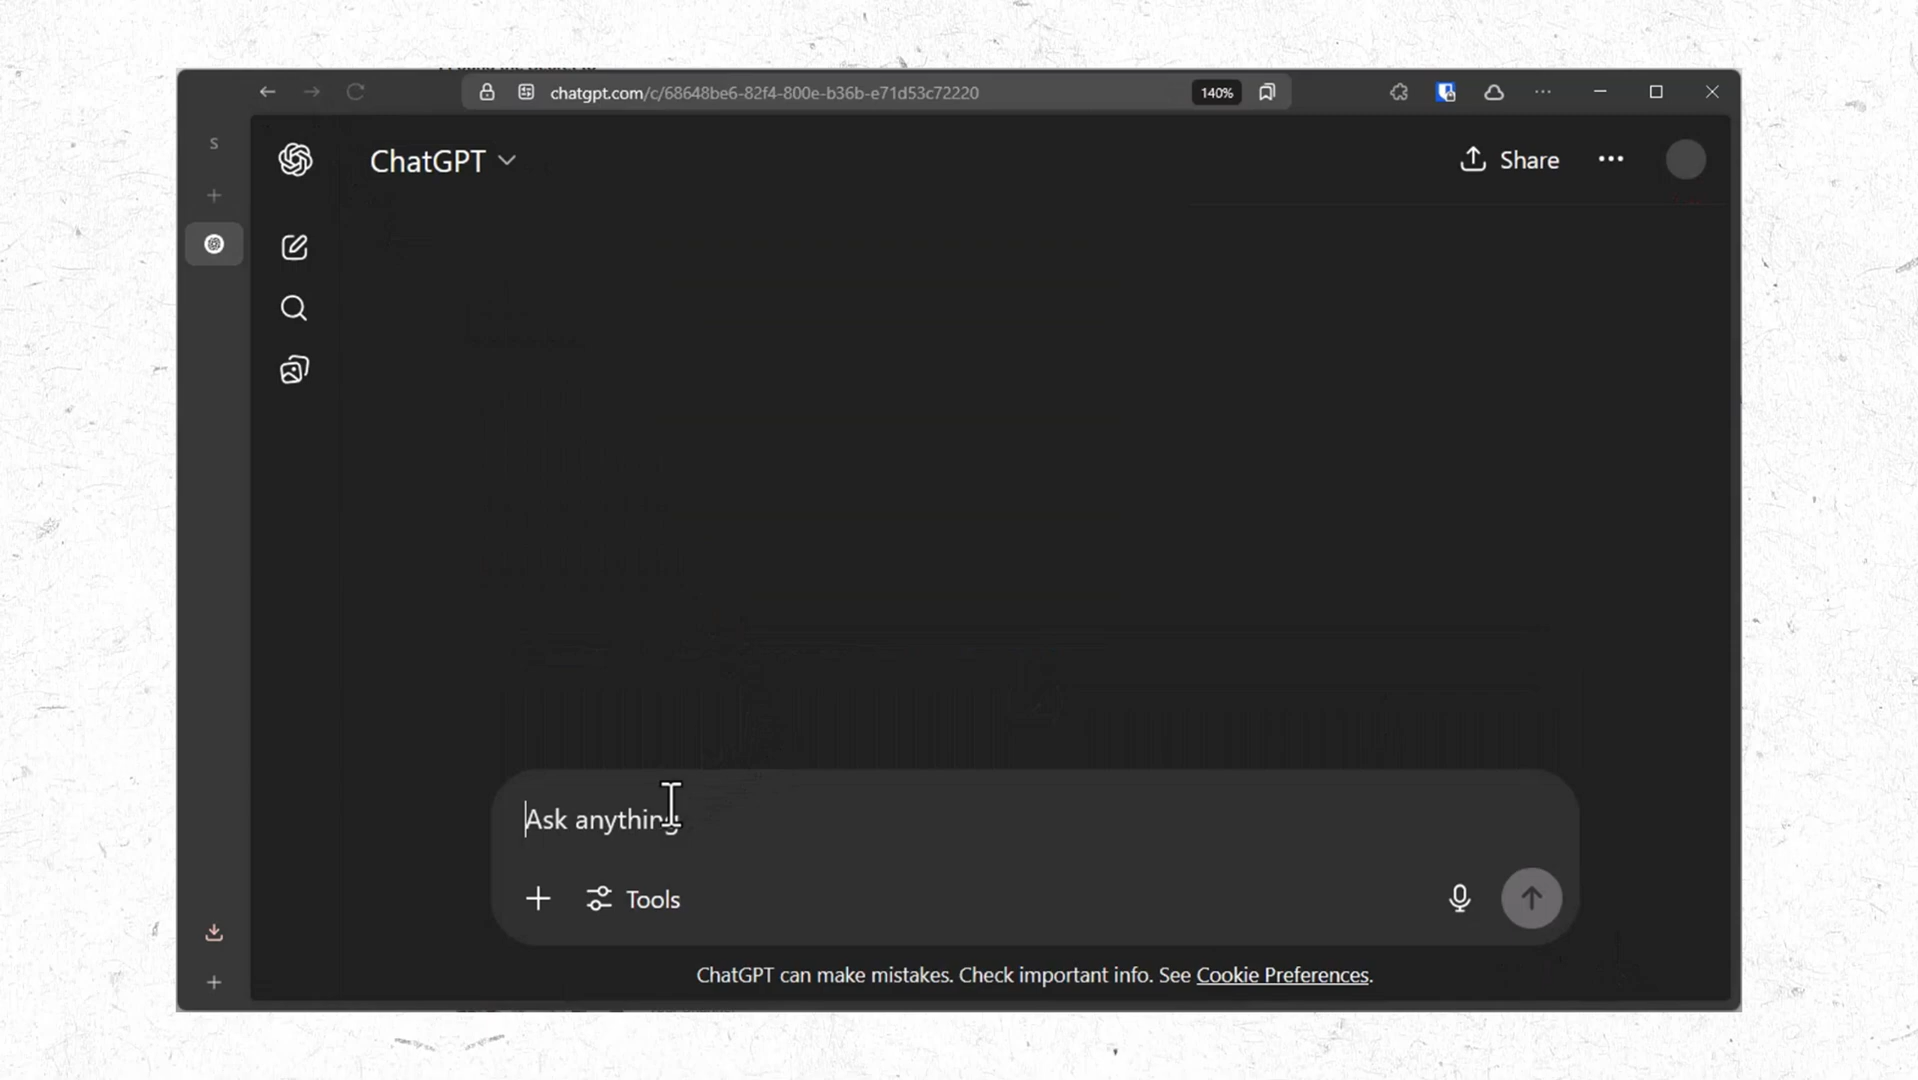 chatgpt.com/c/68648be6-82f4-800e-b36b-e71d53c72220
140%
S
ChatGPT
Share
Ask anything
Tools
ChatGPT can make mistakes. Check important info. See Cookie Preferences.